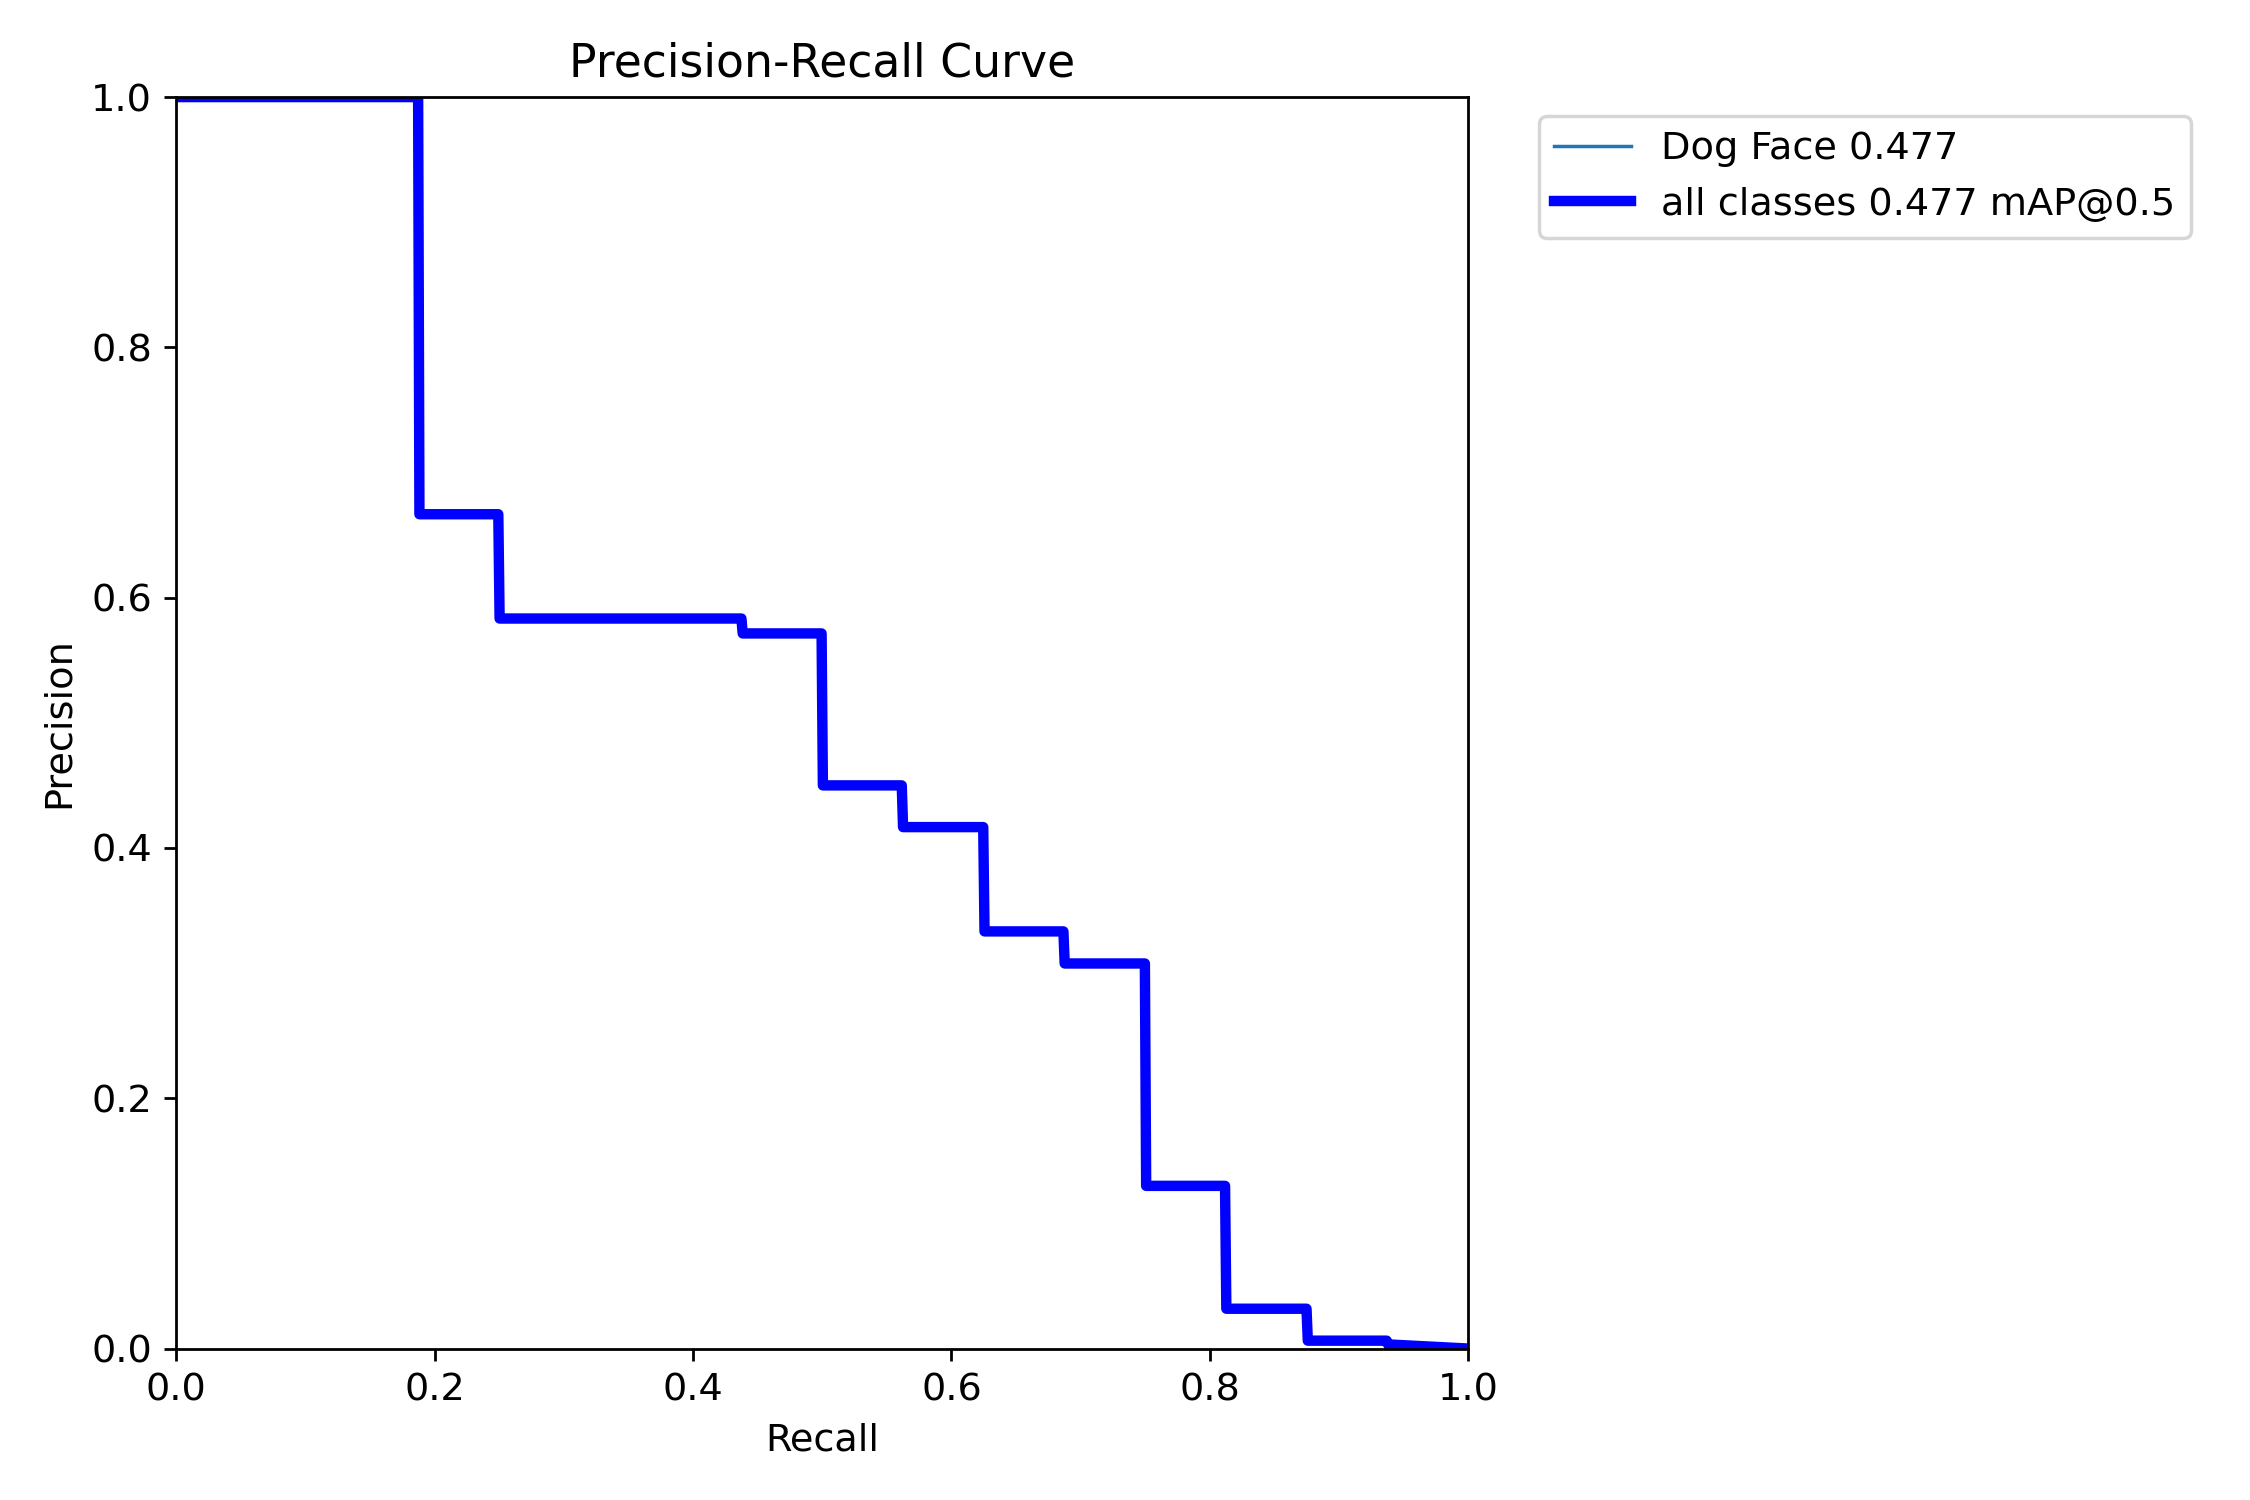 Precision-Recall Curve
Dog Face 0.477
all classes 0.477 mAP@0.5
1.0
0.8
0.6
0.4
0.2
0.0
Precision
0.0 0.2 0.4 0.6 0.8 1.0
Recall